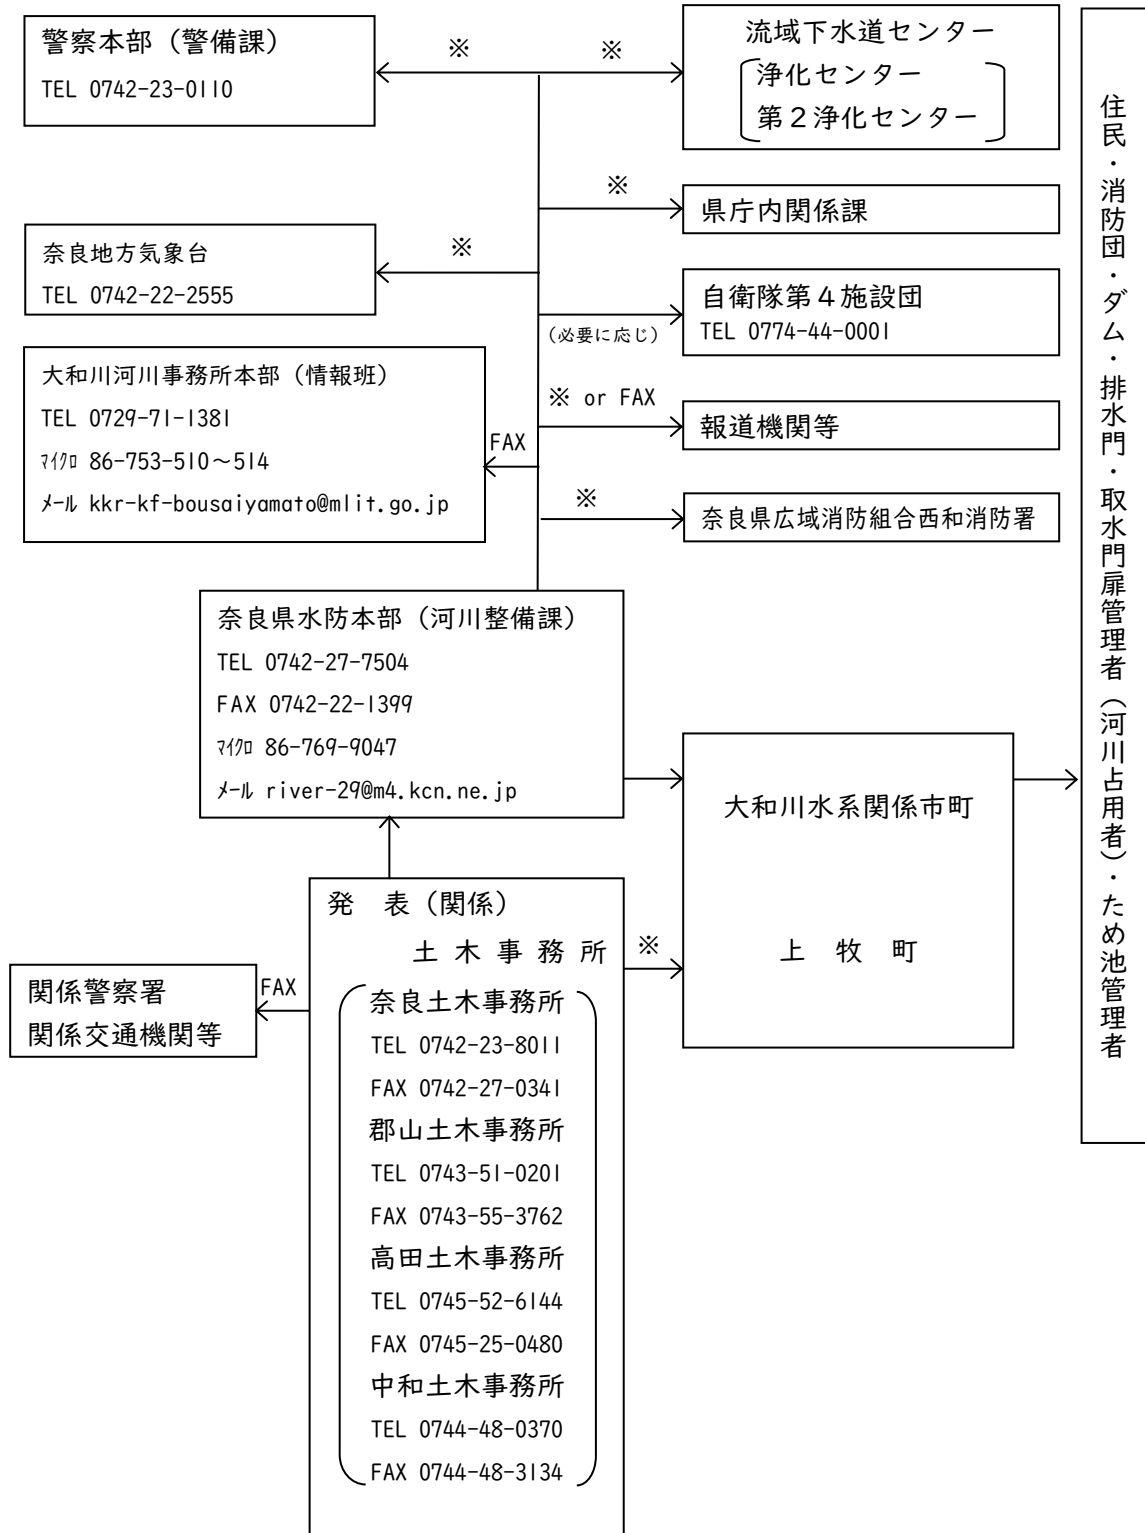 警察本部（警備課）
TEL 0742-23-0110
※
※
流域下水道センター
浄化センター
第２浄化センター
※
県庁内関係課
奈良地方気象台
TEL 0742-22-2555
※
自衛隊第４施設団
TEL 0774-44-0001
（必要に応じ）
大和川河川事務所本部（情報班）
TEL 0729-71-1381
ﾏｲｸﾛ 86-753-510～514
ﾒｰﾙ kkr-kf-bousaiyamato@mlit.go.jp
FAX
※ or FAX
報道機関等
※
奈良県広域消防組合西和消防署
奈良県水防本部（河川整備課）
TEL 0742-27-7504
FAX 0742-22-1399
ﾏｲｸﾛ 86-769-9047
ﾒｰﾙ river-29@m4.kcn.ne.jp
大和川水系関係市町
上　牧　町
発　表（関係）
土 木 事 務 所
※
関係警察署
関係交通機関等
FAX
奈良土木事務所
TEL 0742-23-8011
FAX 0742-27-0341
郡山土木事務所
TEL 0743-51-0201
FAX 0743-55-3762
高田土木事務所
TEL 0745-52-6144
FAX 0745-25-0480
中和土木事務所
TEL 0744-48-0370
FAX 0744-48-3134
住民・消防団・ダム・排水門・取水門扉管理者（河川占用者）・ため池管理者